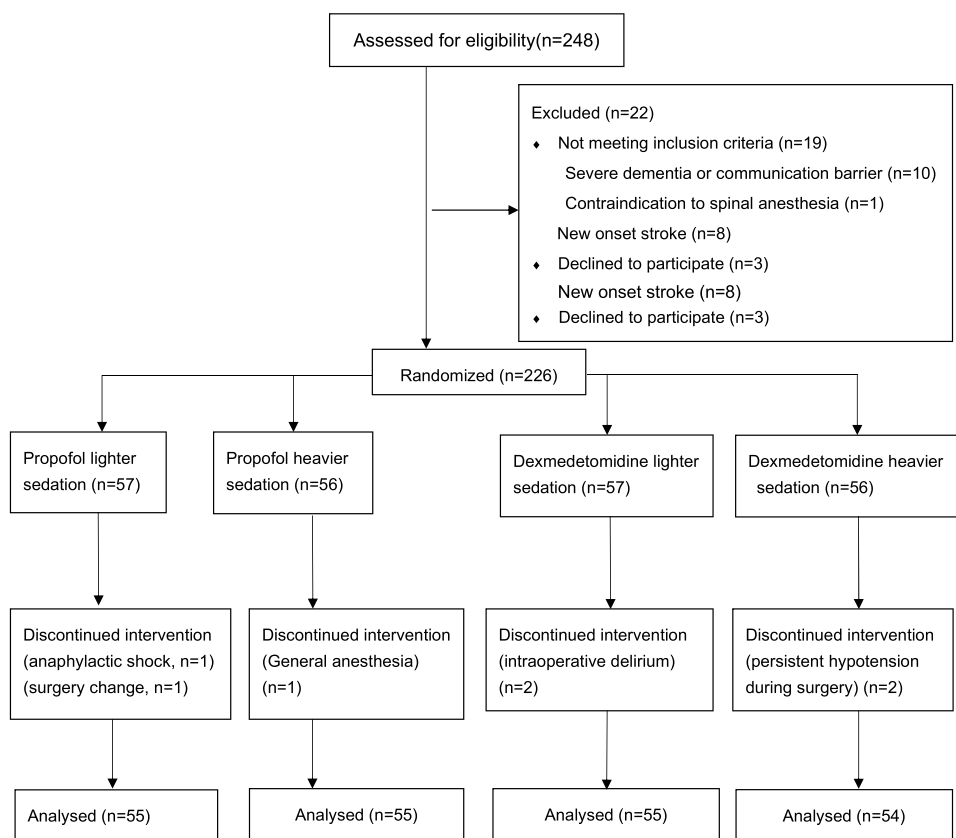 Assessed for eligibility(n=248)
Excluded (n=22)
♦ Not meeting inclusion criteria (n=19)
Severe dementia or communication barrier (n=10)
Contraindication to spinal anesthesia (n=1)
New onset stroke (n=8)
♦ Declined to participate (n=3)
New onset stroke (n=8)
♦ Declined to participate (n=3)
Randomized (n=226)
Propofol lighter
sedation (n=57)
Propofol heavier
sedation (n=56)
Dexmedetomidine lighter
sedation (n=57)
Dexmedetomidine heavier
sedation (n=56)
Discontinued intervention
(anaphylactic shock, n=1)
(surgery change, n=1)
Discontinued intervention
(General anesthesia)
(n=1)
Discontinued intervention
(intraoperative delirium)
(n=2)
Discontinued intervention
(persistent hypotension
during surgery) (n=2)
Analysed (n=55)
Analysed (n=55)
Analysed (n=55)
Analysed (n=54)